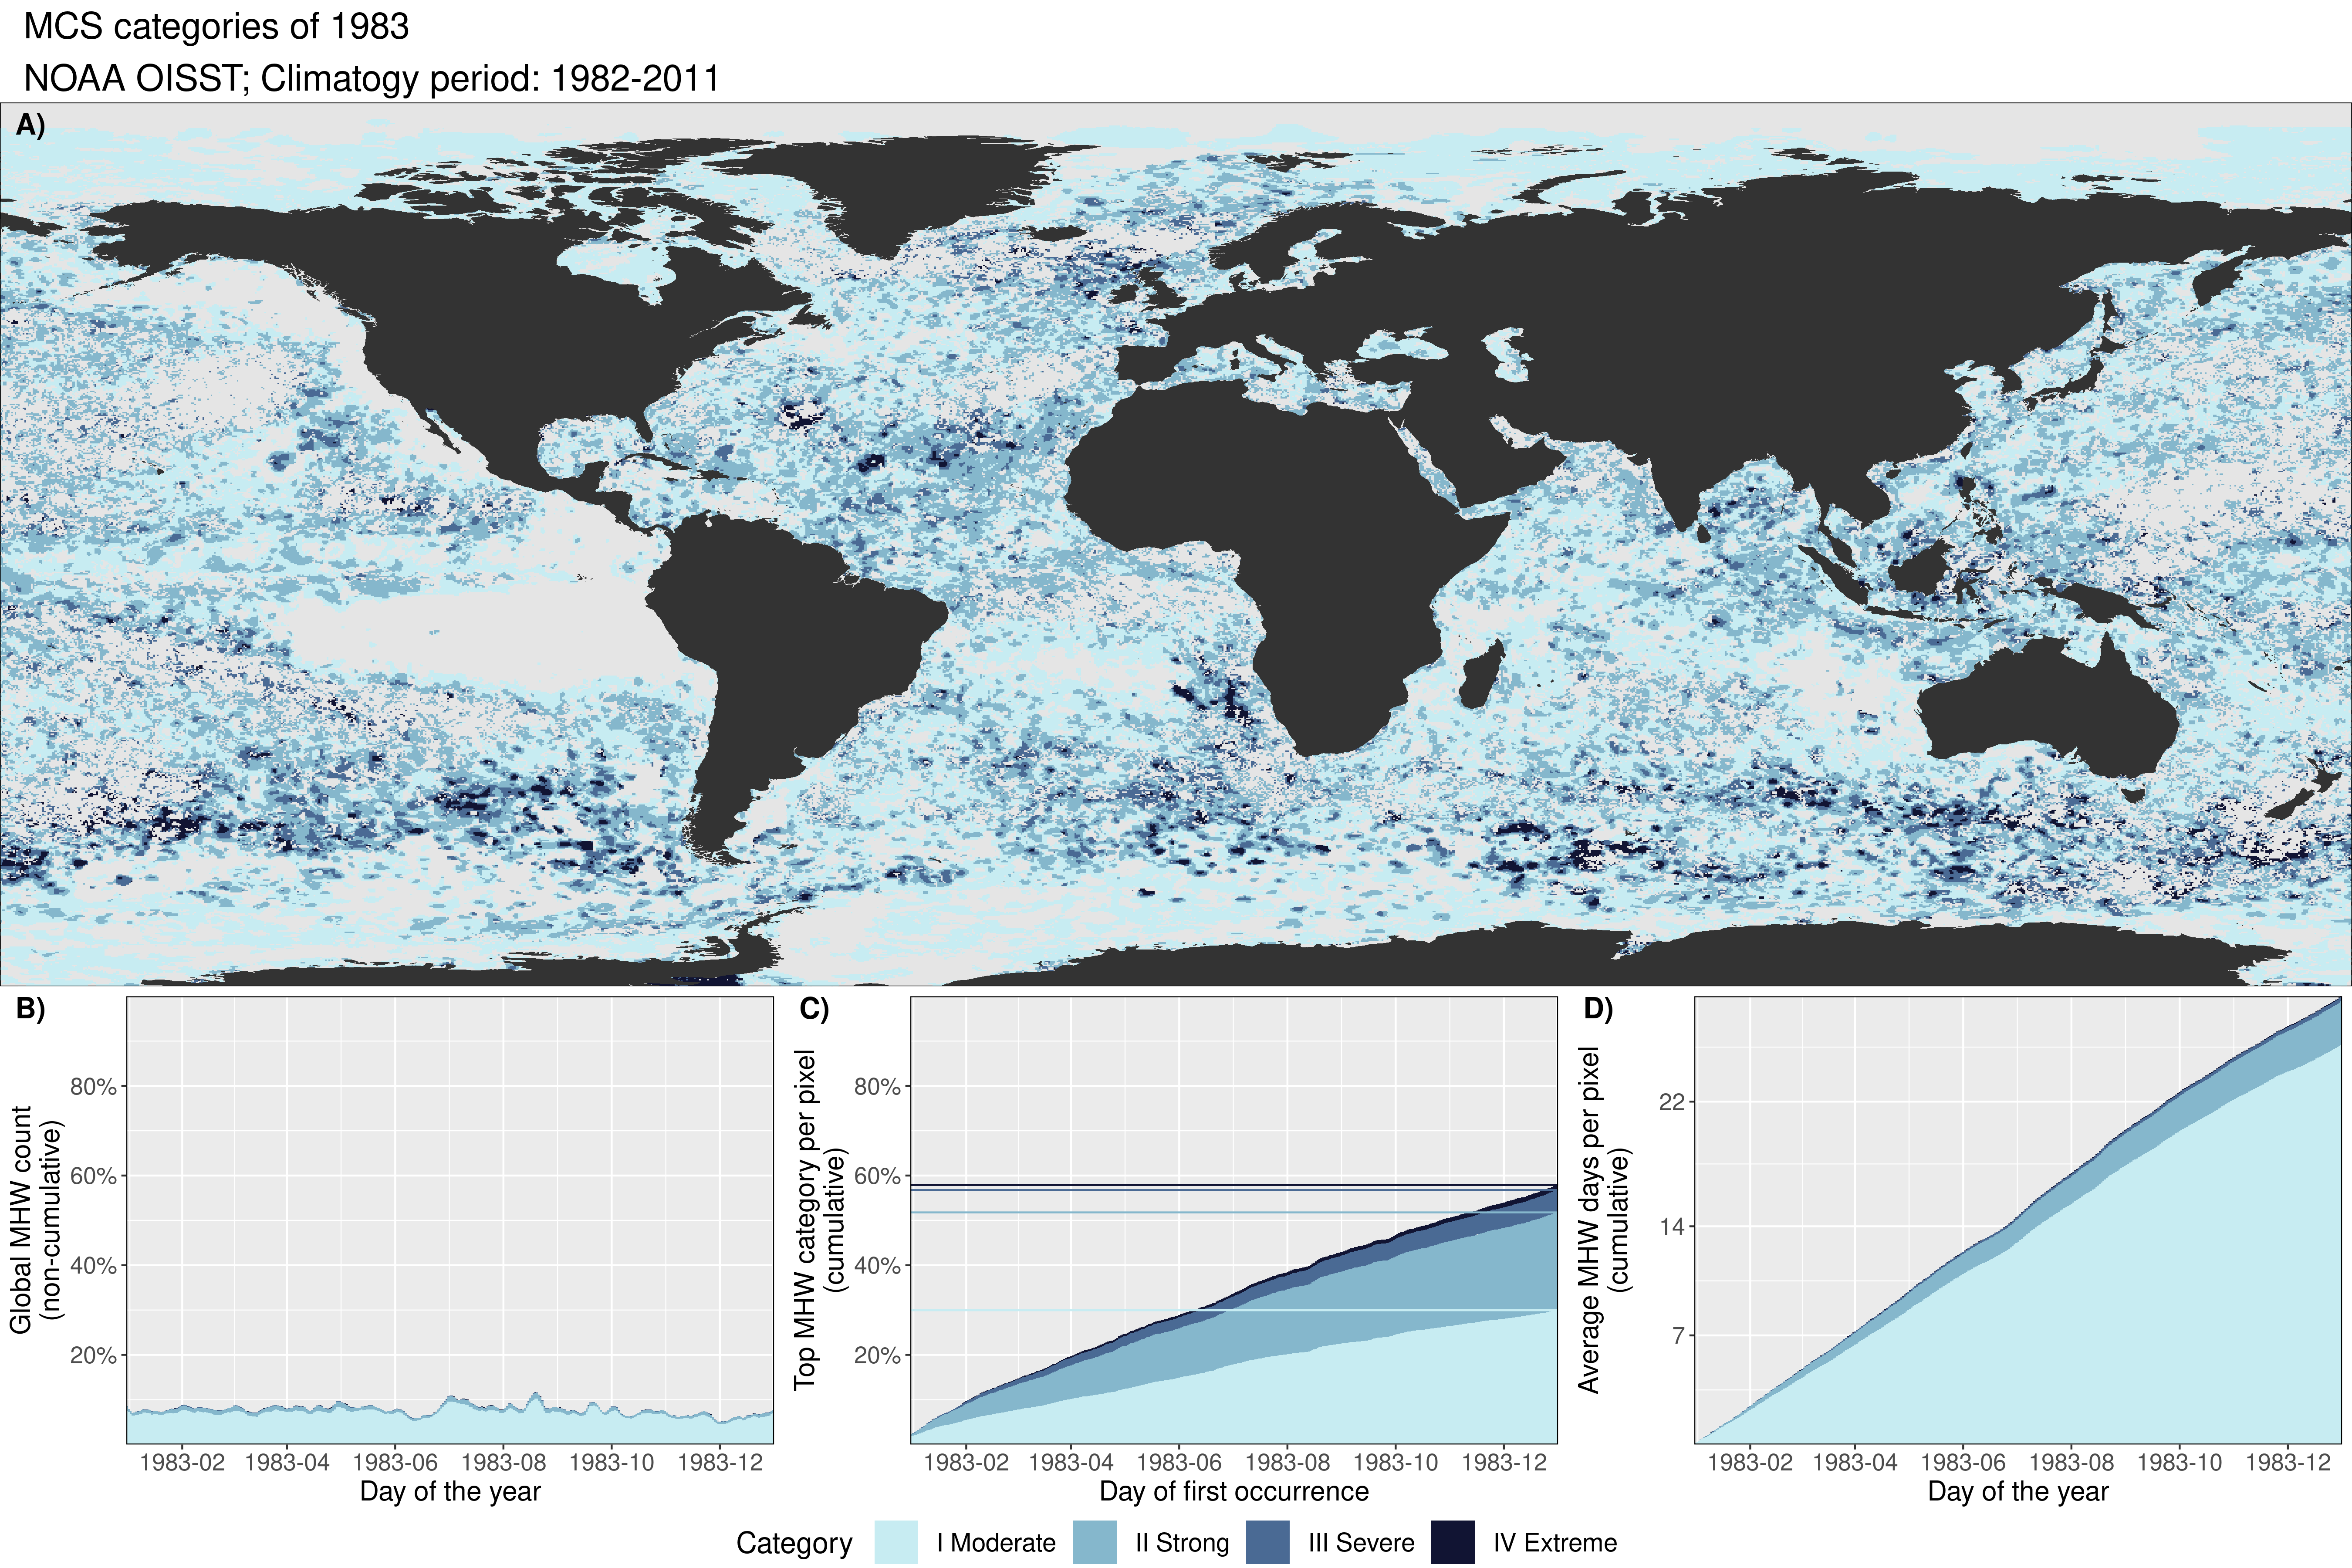 MCS categories of 1983
NOAA OISST; Climatogy period: 1982-2011
A)
B)
Global MHW count
(non-cumulative)
80%
60%
40%
20%
1983-02 1983-04 1983-06 1983-08 1983-10 1983-12
Day of the year
C)
Top MHW category per pixel
(cumulative)
80%
60%
40%
20%
1983-02 1983-04 1983-06 1983-08 1983-10 1983-12
Day of first occurrence
D)
Average MHW days per pixel
(cumulative)
22
14
7
1983-02 1983-04 1983-06 1983-08 1983-10 1983-12
Day of the year
Category I Moderate II Strong III Severe IV Extreme